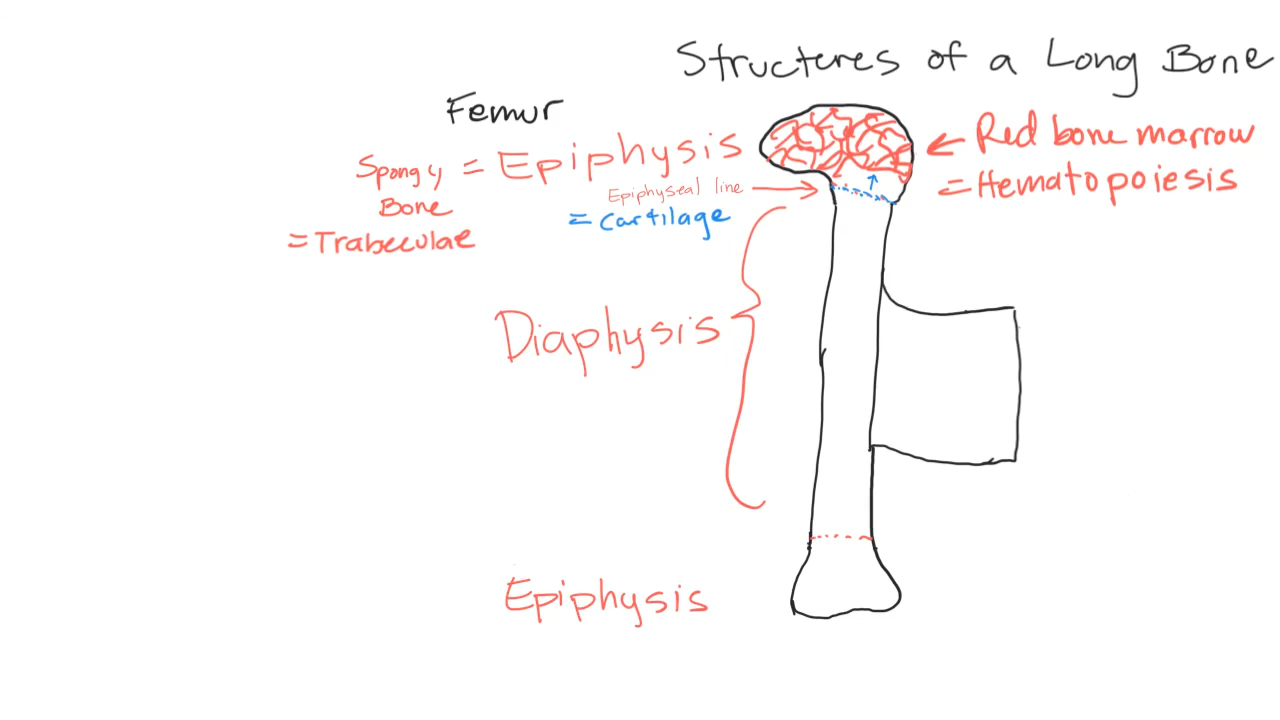 Structeres of a Long Bone
Femur
Spongy = Epiphysis
Bone
= Trabeculae
Epiphyseal line
= Cartilage
← Red bone marrow
= Hematopoiesis
Diaphysis
Epiphysis